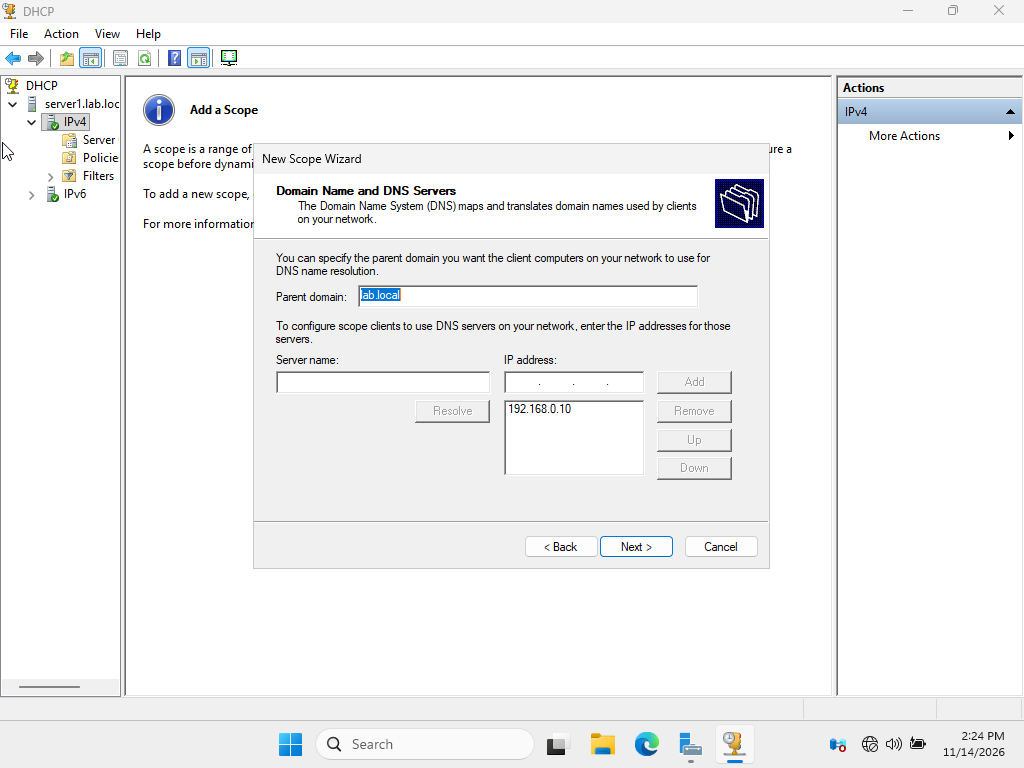 DHCP
File Action View Help
DHCP
server1.lab.loc
IPv4
Server
Policie
Filters
IPv6
Add a Scope
A scope is a range of
scope before dynami
ure a
To add a new scope,
For more information
New Scope Wizard
Domain Name and DNS Servers
The Domain Name System (DNS) maps and translates domain names used by clients
on your network.
You can specify the parent domain you want the client computers on your network to use for
DNS name resolution.
Parent domain: lab.local
To configure scope clients to use DNS servers on your network, enter the IP addresses for those
servers.
Server name: IP address:
. . . Add
Resolve 192.168.0.10 Remove
Up
Down
< Back Next > Cancel
Actions
IPv4
More Actions
Search
2:24 PM
11/14/2026